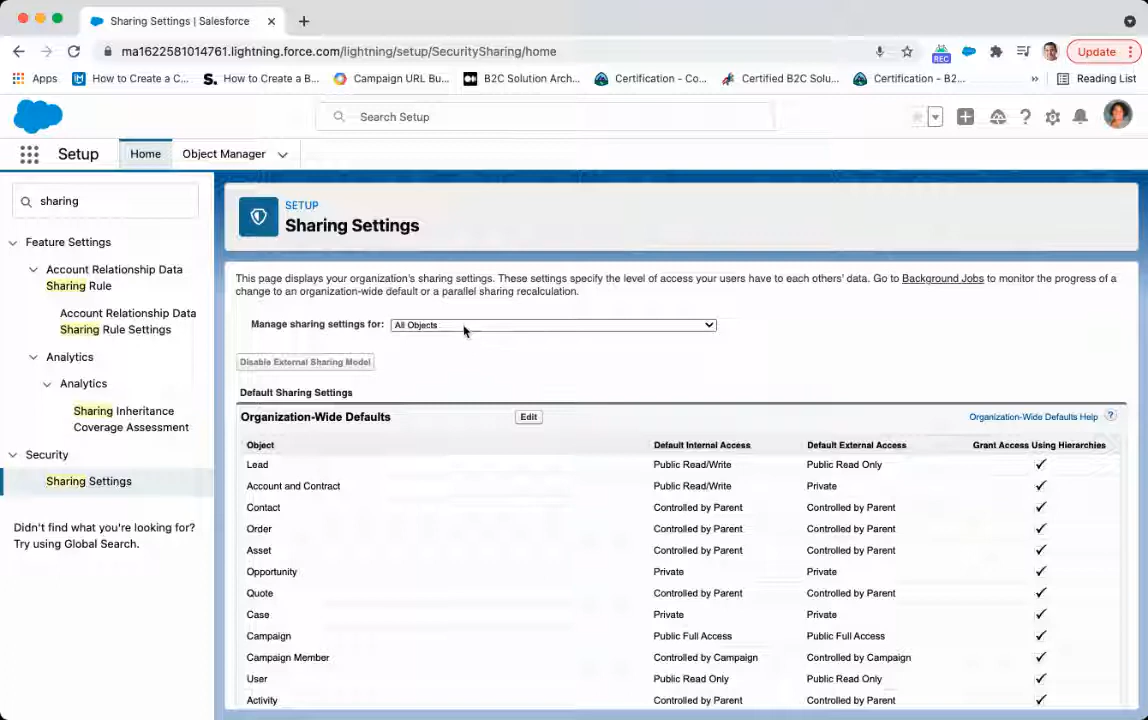 Sharing Settings | Salesforce
ma1622581014761.lightning.force.com/lightning/setup/SecuritySharing/home
REC
Update
Apps
How to Create a C...
How to Create a B...
Campaign URL Bu...
B2C Solution Arch...
Certification - Co...
Certified B2C Solu...
Certification - B2...
Reading List
Search Setup
Setup
Home
Object Manager
sharing
Feature Settings
Account Relationship Data
Sharing Rule
Account Relationship Data
Sharing Rule Settings
Analytics
Analytics
Sharing Inheritance
Coverage Assessment
Security
Sharing Settings
Didn't find what you're looking for?
Try using Global Search.
SETUP
Sharing Settings
This page displays your organization's sharing settings. These settings specify the level of access your users have to each others' data. Go to Background Jobs to monitor the progress of a
change to an organization-wide default or a parallel sharing recalculation.
Manage sharing settings for: All Objects
Disable External Sharing Model
Default Sharing Settings
Organization-Wide Defaults Edit Organization-Wide Defaults Help ?
Object Default Internal Access Default External Access Grant Access Using Hierarchies
Lead Public Read/Write Public Read Only ✓
Account and Contract Public Read/Write Private ✓
Contact Controlled by Parent Controlled by Parent ✓
Order Controlled by Parent Controlled by Parent ✓
Asset Controlled by Parent Controlled by Parent ✓
Opportunity Private Private ✓
Quote Controlled by Parent Controlled by Parent ✓
Case Private Private ✓
Campaign Public Full Access Public Full Access ✓
Campaign Member Controlled by Campaign Controlled by Campaign ✓
User Public Read Only Public Read Only ✓
Activity Controlled by Parent Controlled by Parent ✓